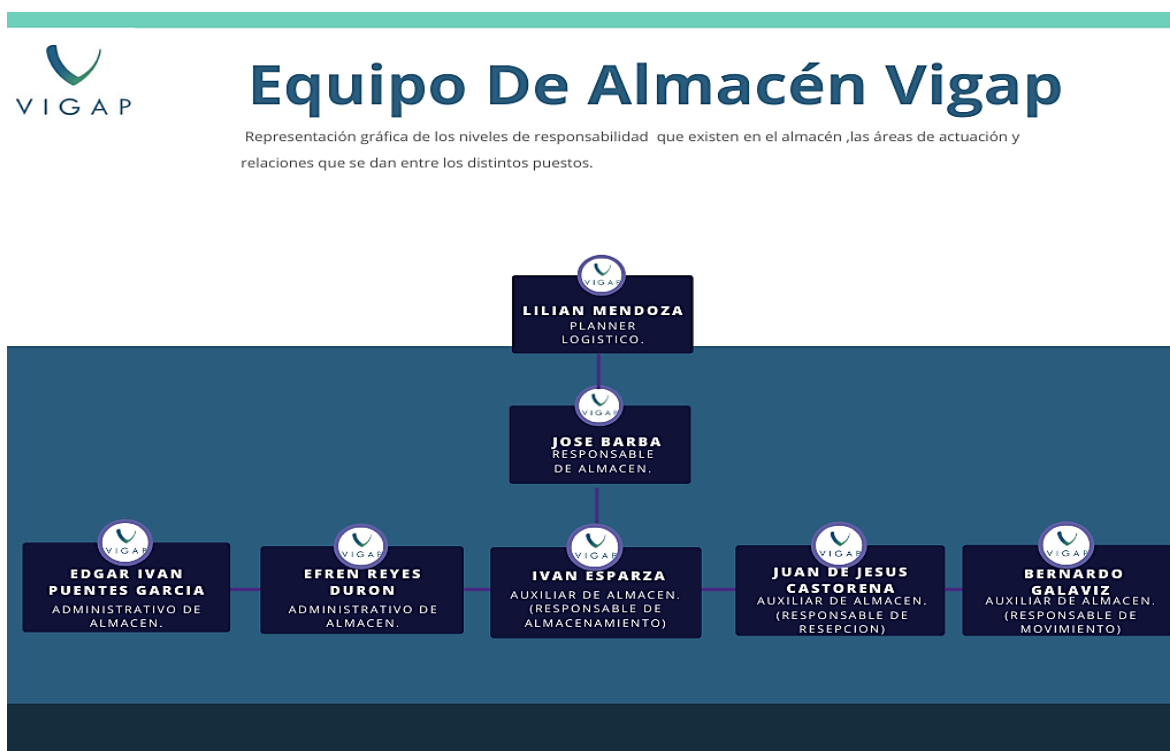 VIGAP
Equipo De Almacén Vigap
Representación gráfica de los niveles de responsabilidad que existen en el almacén ,las áreas de actuación y
relaciones que se dan entre los distintos puestos.
VIGAP
LILIAN MENDOZA
PLANNER
LOGISTICO.
VIGAP
JOSE BARBA
RESPONSABLE
DE ALMACEN.
VIGAP
EDGAR IVAN
PUENTES GARCIA
ADMINISTRATIVO DE
ALMACEN.
VIGAP
EFREN REYES
DURON
ADMINISTRATIVO DE
ALMACEN.
VIGAP
IVAN ESPARZA
AUXILIAR DE ALMACEN.
(RESPONSABLE DE
ALMACENAMIENTO)
VIGAP
JUAN DE JESUS
CASTORENA
AUXILIAR DE ALMACEN.
(RESPONSABLE DE
RESEPCION)
VIGAP
BERNARDO
GALAVIZ
AUXILIAR DE ALMACEN.
(RESPONSABLE DE
MOVIMIENTO)